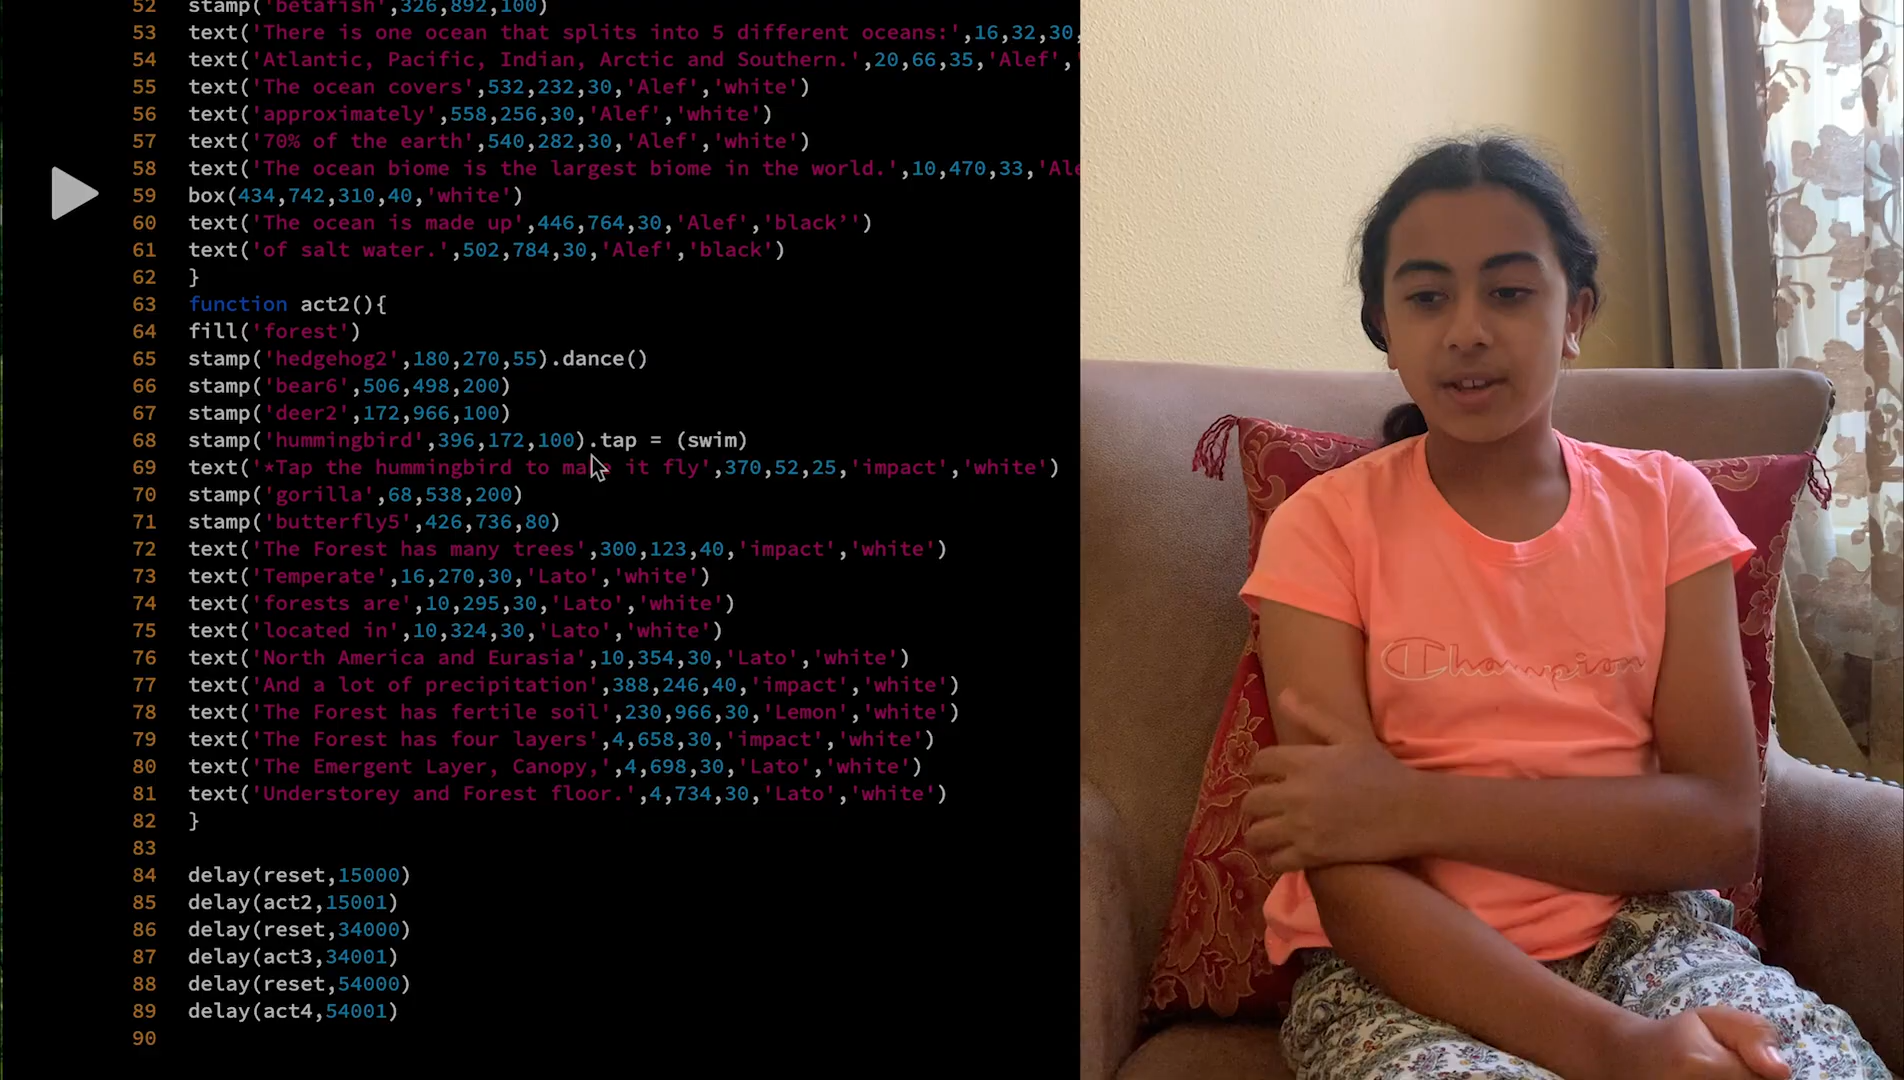 52 stamp('betafish',326,892,100)
53 text('There is one ocean that splits into 5 different oceans:',16,32,30,
54 text('Atlantic, Pacific, Indian, Arctic and Southern.',20,66,35,'Alef','
55 text('The ocean covers',532,232,30,'Alef','white')
56 text('approximately',558,256,30,'Alef','white')
57 text('70% of the earth',540,282,30,'Alef','white')
58 text('The ocean biome is the largest biome in the world.',10,470,33,'Ale
59 box(434,742,310,40,'white')
60 text('The ocean is made up',446,764,30,'Alef','black’')
61 text('of salt water.',502,784,30,'Alef','black')
62 }
63 function act2(){
64 fill('forest')
65 stamp('hedgehog2',180,270,55).dance()
66 stamp('bear6',506,498,200)
67 stamp('deer2',172,966,100)
68 stamp('hummingbird',396,172,100).tap = (swim)
69 text('*Tap the hummingbird to make it fly',370,52,25,'impact','white')
70 stamp('gorilla',68,538,200)
71 stamp('butterfly5',426,736,80)
72 text('The Forest has many trees',300,123,40,'impact','white')
73 text('Temperate',16,270,30,'Lato','white')
74 text('forests are',10,295,30,'Lato','white')
75 text('located in',10,324,30,'Lato','white')
76 text('North America and Eurasia',10,354,30,'Lato','white')
77 text('And a lot of precipitation',388,246,40,'impact','white')
78 text('The Forest has fertile soil',230,966,30,'Lemon','white')
79 text('The Forest has four layers',4,658,30,'impact','white')
80 text('The Emergent Layer, Canopy,',4,698,30,'Lato','white')
81 text('Understorey and Forest floor.',4,734,30,'Lato','white')
82 }
83
84 delay(reset,15000)
85 delay(act2,15001)
86 delay(reset,34000)
87 delay(act3,34001)
88 delay(reset,54000)
89 delay(act4,54001)
90
Champion